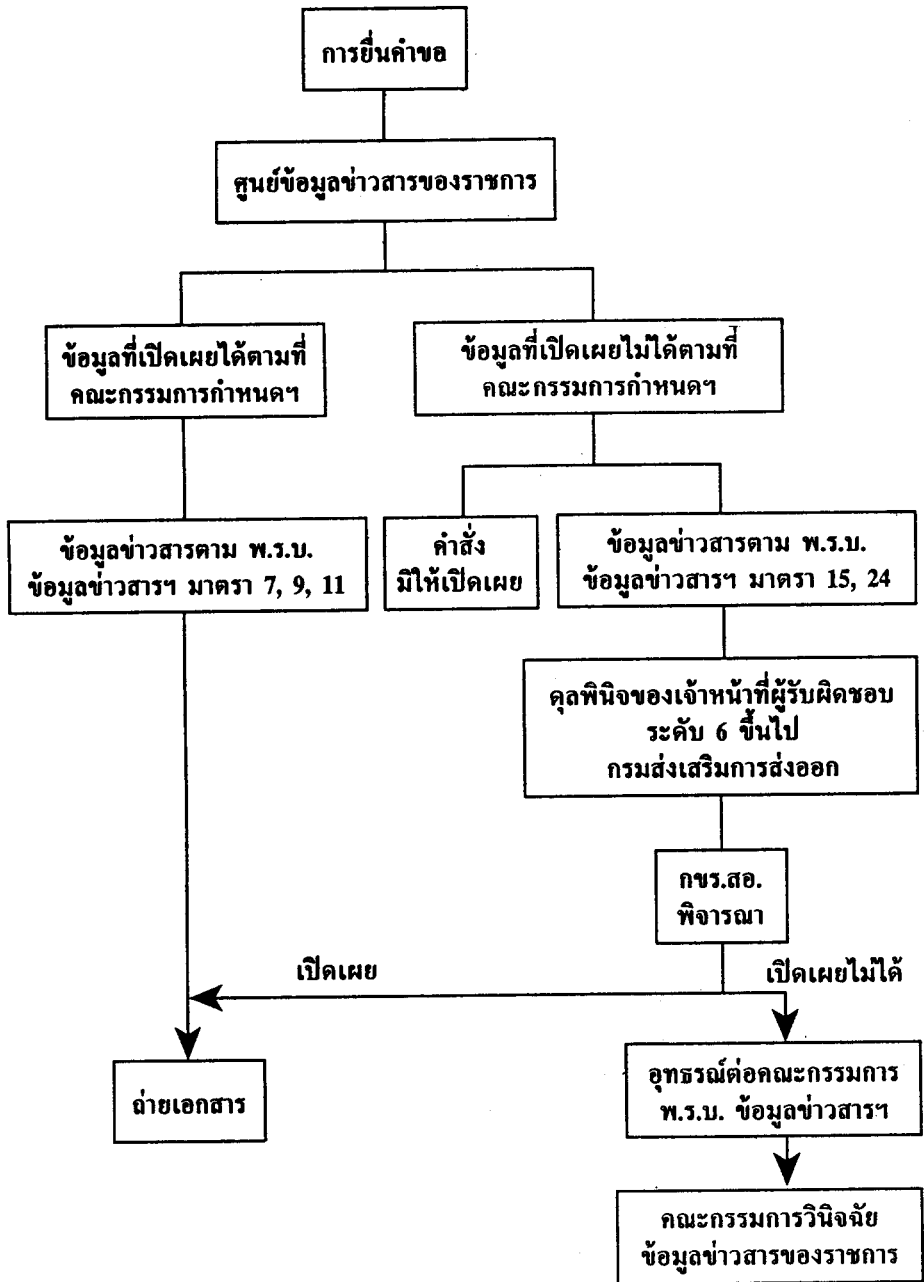 การยื่นคำขอ
ศูนย์ข้อมูลข่าวสารของราชการ
ข้อมูลที่เปิดเผยได้ตามที่
คณะกรรมการกำหนดฯ
ข้อมูลที่เปิดเผยไม่ได้ตามที่
คณะกรรมการกำหนดฯ
ข้อมูลข่าวสารตาม พ.ร.บ.
ข้อมูลข่าวสารฯ มาตรา 7, 9, 11
คำสั่ง
มิให้เปิดเผย
ข้อมูลข่าวสารตาม พ.ร.บ.
ข้อมูลข่าวสารฯ มาตรา 15, 24
ดุลพินิจของเจ้าหน้าที่ผู้รับผิดชอบ
ระดับ 6 ขึ้นไป
กรมส่งเสริมการส่งออก
กขร.สอ.
พิจารณา
เปิดเผย
เปิดเผยไม่ได้
ถ่ายเอกสาร
อุทธรณ์ต่อคณะกรรมการ
พ.ร.บ. ข้อมูลข่าวสารฯ
คณะกรรมการวินิจฉัย
ข้อมูลข่าวสารของราชการ